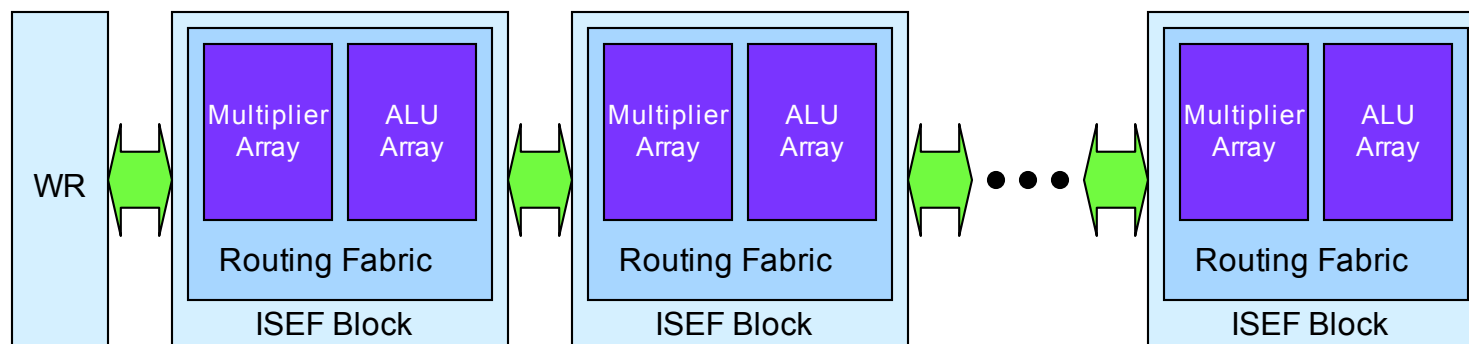 WR
Multiplier
Array
ALU
Array
Routing Fabric
ISEF Block
Multiplier
Array
ALU
Array
Routing Fabric
ISEF Block
Multiplier
Array
ALU
Array
Routing Fabric
ISEF Block